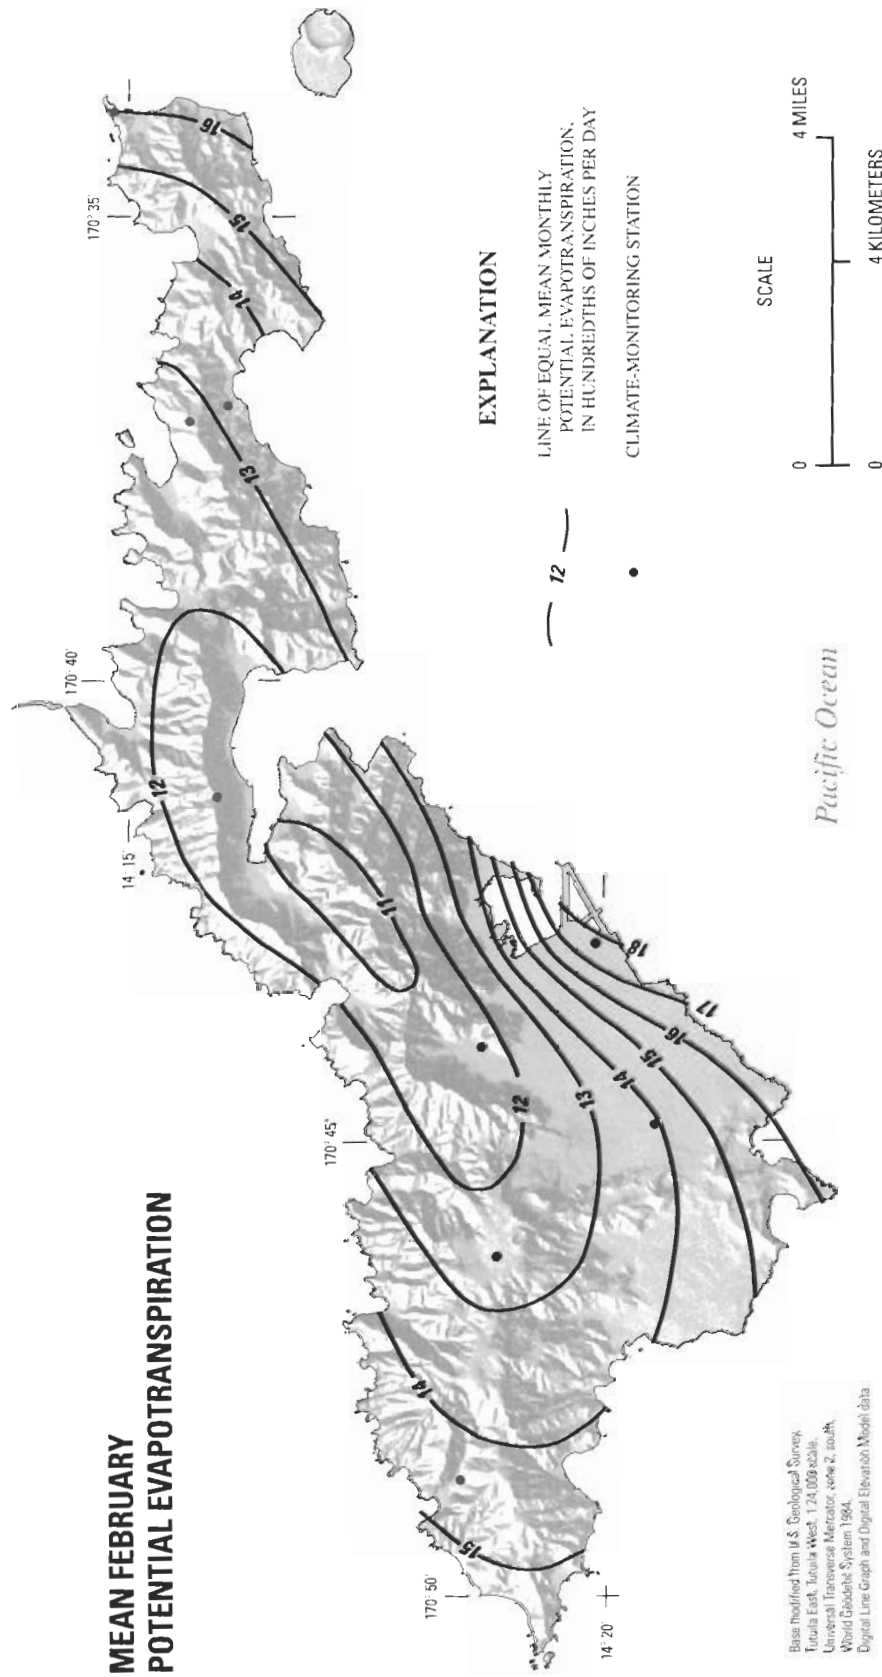 MEAN FEBRUARY
POTENTIAL EVAPOTRANSPIRATION
170° 50'
170° 45'
14° 15'
170° 40'
170° 35'
14° 20'
15
14
12
13
14
15
16
17
18
11
12
13
14
15
16
EXPLANATION
12
LINE OF EQUAL MEAN MONTHLY
POTENTIAL EVAPOTRANSPIRATION,
IN HUNDREDTHS OF INCHES PER DAY
CLIMATE-MONITORING STATION
Pacific Ocean
SCALE
0
4 MILES
0
4 KILOMETERS
Base modified from U.S. Geological Survey,
Tutuila East, Tutuila West, 1:24,000 scale,
Universal Transverse Mercator, zone 2, south,
World Geodetic System 1984,
Digital Line Graph and Digital Elevation Model data